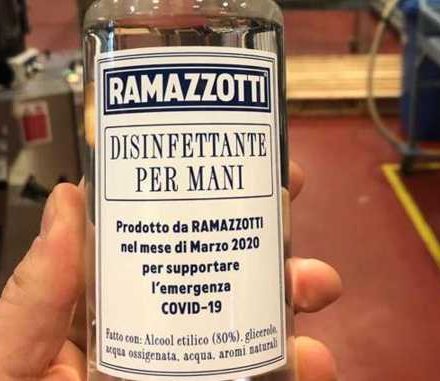 RAMAZZOTTI
DISINFETTANTE
PER MANI
Prodotto da RAMAZZOTTI
nel mese di Marzo 2020
per supportare
l'emergenza
COVID-19
Fatto con: Alcool etilico (80%), glicerolo,
acqua ossigenata, acqua, aromi naturali